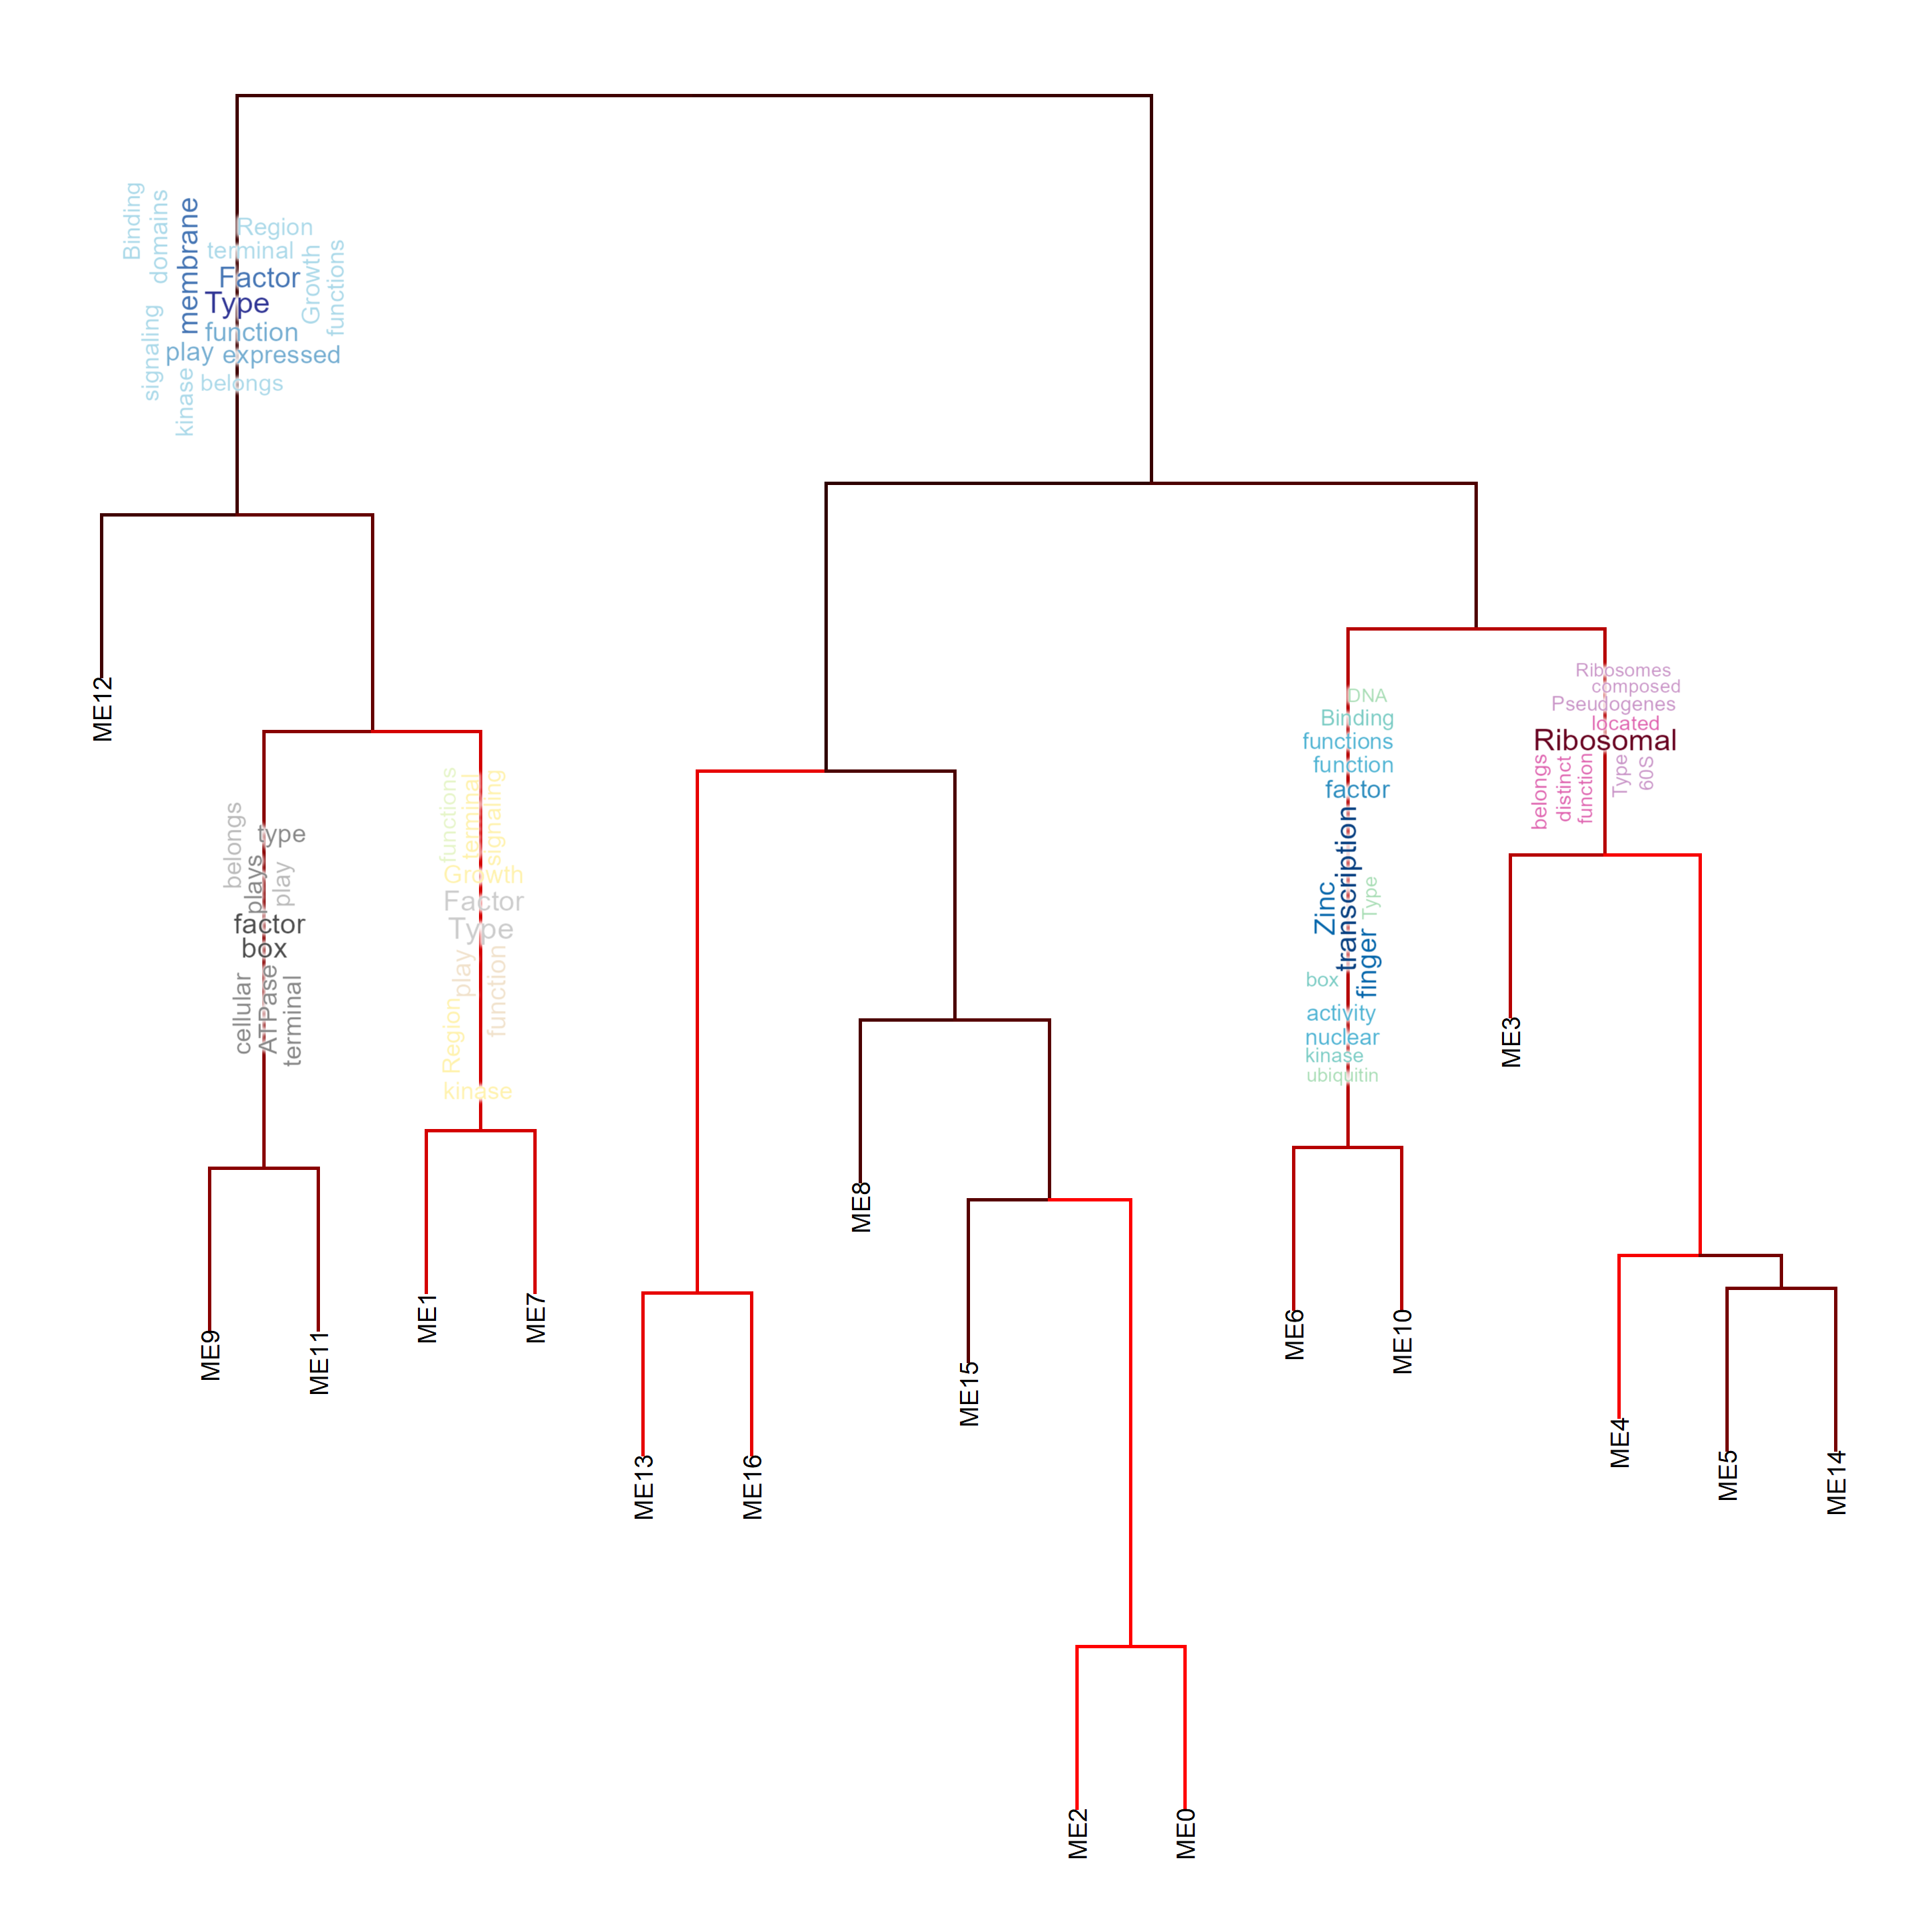 Binding
domains
membrane
Region
terminal
Factor
Type
Growth
functions
function
play
expressed
signaling
kinase
belongs
ME12
belongs
type
plays
play
factor
box
cellular
ATPase
terminal
functions
terminal
signaling
Growth
Factor
Type
play
function
Region
kinase
DNA
Binding
functions
function
factor
transcription
Zinc
Type
finger
box
activity
nuclear
kinase
ubiquitin
Ribosomes
composed
Pseudogenes
located
Ribosomal
belongs
distinct
function
Type
60S
ME3
ME8
ME9
ME11
ME1
ME7
ME15
ME6
ME10
ME13
ME16
ME4
ME5
ME14
ME2
ME0